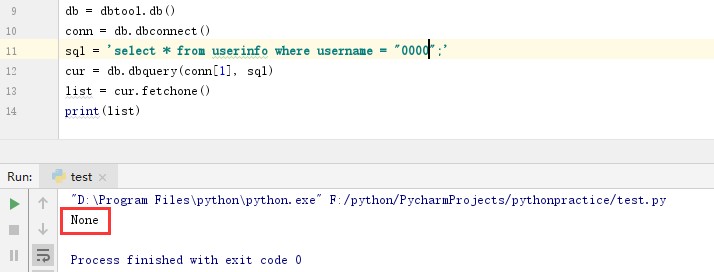 9 db = dbtool.db()
10 conn = db.dbconnect()
11 sql = 'select * from userinfo where username = "0000";'
12 cur = db.dbquery(conn[1], sql)
13 list = cur.fetchone()
14 print(list)
Run: test
"D:\Program Files\python\python.exe" F:/python/PycharmProjects/pythonpractice/test.py
None
Process finished with exit code 0